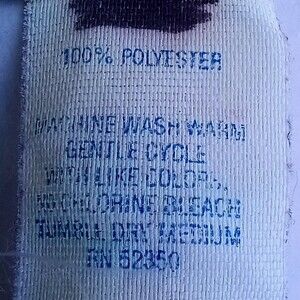 100% POLYESTER
MACHINE WASH WARM
GENTLE CYCLE
WITH LIKE COLORS,
NO CHLORINE BLEACH
TUMBLE DRY MEDIUM
RN 52350